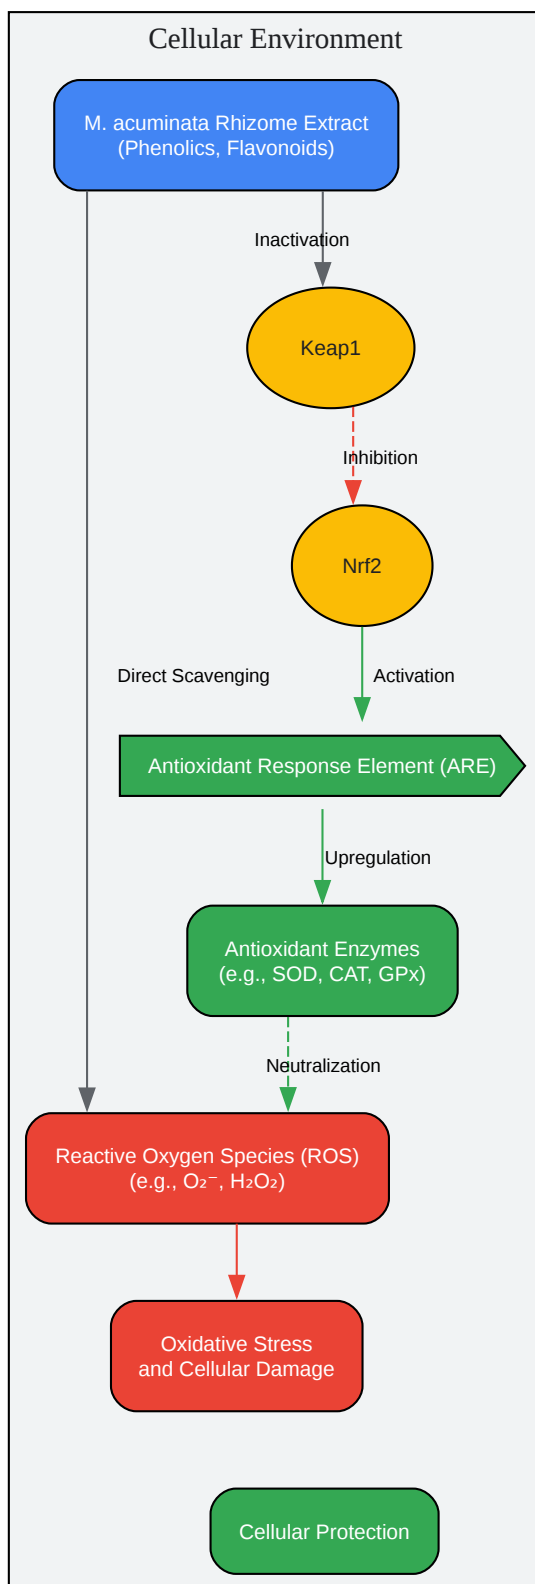 Cellular Environment
M. acuminata Rhizome Extract
(Phenolics, Flavonoids)
Inactivation
Keap1
Inhibition
Nrf2
Direct Scavenging
Activation
Antioxidant Response Element (ARE)
Upregulation
Antioxidant Enzymes
(e.g., SOD, CAT, GPx)
Neutralization
Reactive Oxygen Species (ROS)
(e.g., O₂⁻, H₂O₂)
Oxidative Stress
and Cellular Damage
Cellular Protection